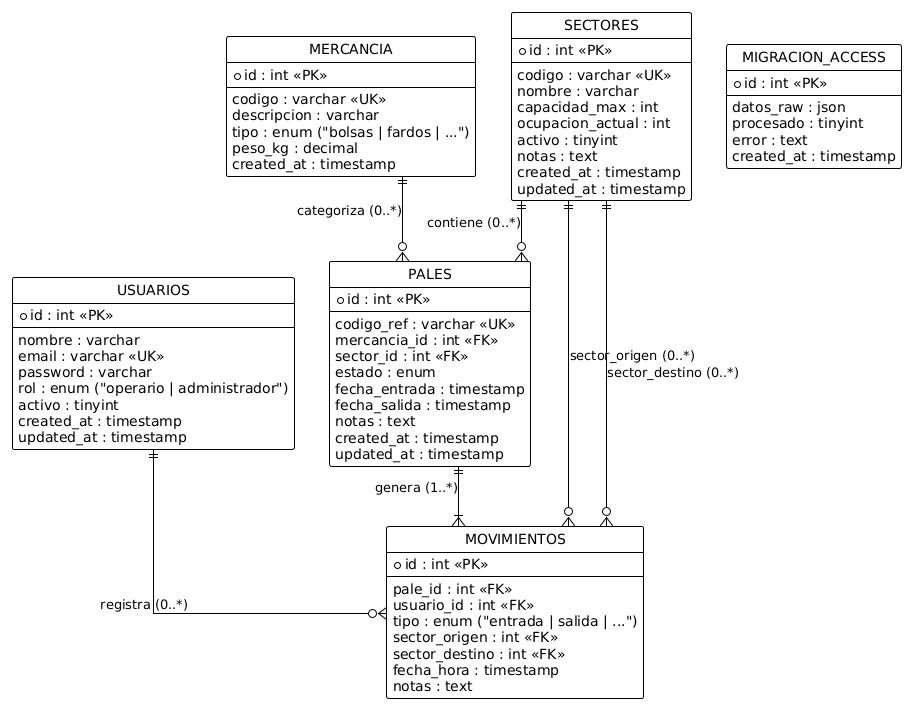 SECTORES
id : int «PK»
codigo : varchar «UK»
nombre : varchar
capacidad_max : int
ocupacion_actual : int
activo : tinyint
notas : text
created_at : timestamp
updated_at : timestamp
MERCANCIA
id : int «PK»
codigo : varchar «UK»
descripcion : varchar
tipo : enum ("bolsas | fardos | ...")
peso_kg : decimal
created_at : timestamp
MIGRACION_ACCESS
id : int «PK»
datos_raw : json
procesado : tinyint
error : text
created_at : timestamp
categoriza (0..*)
contiene (0..*)
USUARIOS
id : int «PK»
nombre : varchar
email : varchar «UK»
password : varchar
rol : enum ("operario | administrador")
activo : tinyint
created_at : timestamp
updated_at : timestamp
PALES
id : int «PK»
codigo_ref : varchar «UK»
mercancia_id : int «FK»
sector_id : int «FK»
estado : enum
fecha_entrada : timestamp
fecha_salida : timestamp
notas : text
created_at : timestamp
updated_at : timestamp
sector_origen (0..*)
sector_destino (0..*)
genera (1..*)
registra (0..*)
MOVIMIENTOS
id : int «PK»
pale_id : int «FK»
usuario_id : int «FK»
tipo : enum ("entrada | salida | ...")
sector_origen : int «FK»
sector_destino : int «FK»
fecha_hora : timestamp
notas : text